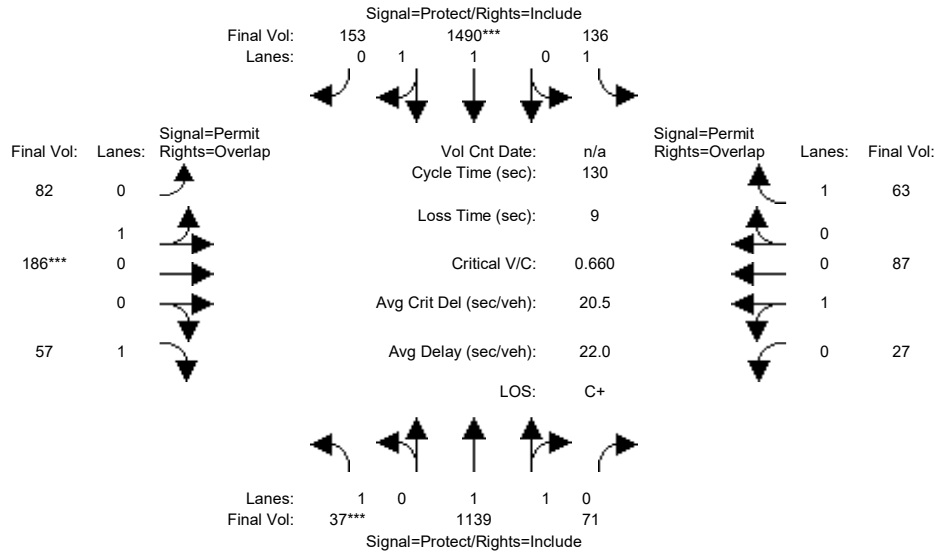 Signal=Protect/Rights=Include
Final Vol: 153 1490*** 136
Lanes: 0 1 1 0 1
Signal=Permit
Final Vol: Lanes: Rights=Overlap
Vol Cnt Date: n/a
Signal=Permit
Rights=Overlap Lanes: Final Vol:
Cycle Time (sec): 130
82 0
1 63
Loss Time (sec): 9
1
0
186*** 0
Critical V/C: 0.660
0 87
0
Avg Crit Del (sec/veh): 20.5
1
57 1
Avg Delay (sec/veh): 22.0
0 27
LOS: C+
Lanes: 1 0 1 1 0
Final Vol: 37*** 1139 71
Signal=Protect/Rights=Include